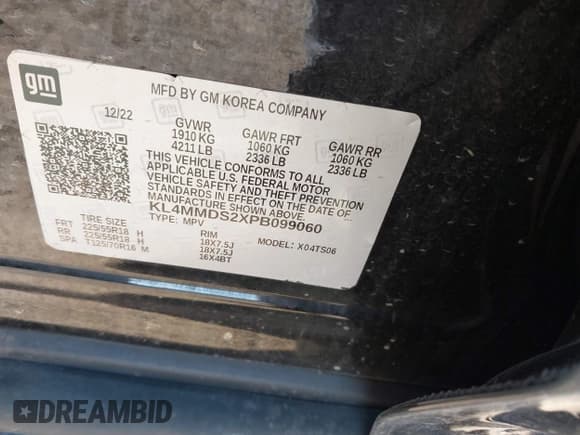 gm
MFD BY GM KOREA COMPANY
12/22 GVWR GAWR FRT GAWR RR
1910 KG 1060 KG 1060 KG
4211 LB 2336 LB 2336 LB
THIS VEHICLE CONFORMS TO ALL
APPLICABLE U.S. FEDERAL MOTOR
VEHICLE SAFETY AND THEFT
PREVENTION STANDARDS IN EFFECT ON THE DATE OF
MANUFACTURE SHOWN ABOVE.
KL4MMDS2XPB099060
TYPE: MPV
TIRE SIZE RIM MODEL: X04TS06
FRT 225/55R18 H 18X7.5J
RR 225/55R18 H 18X7.5J
SPA T125/70R16 M 16X4BT
DREAMBID